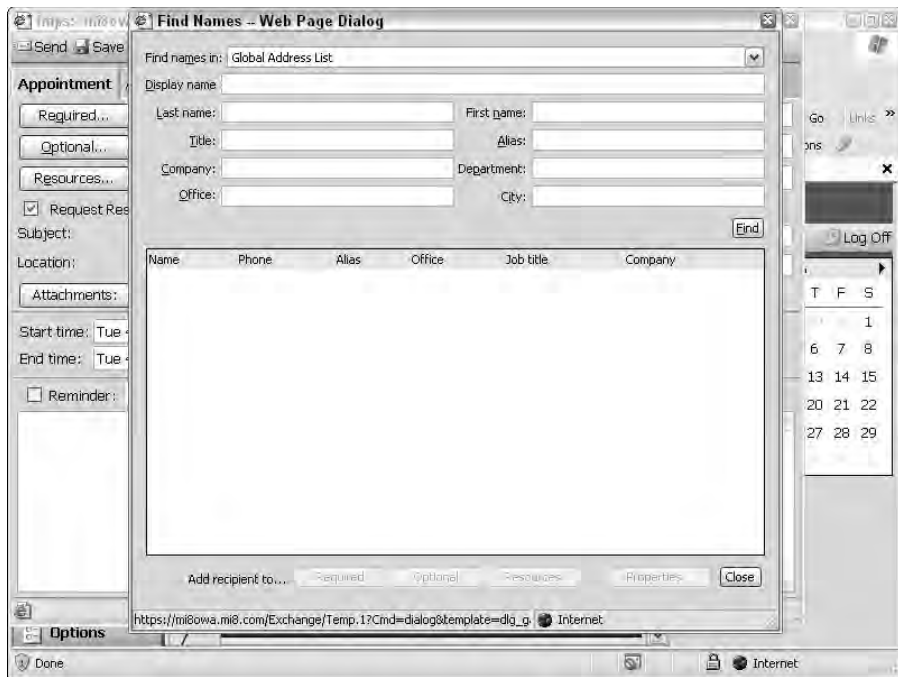 Find Names -- Web Page Dialog
Send Save
Find names in: Global Address List
Appointment
Display name
Required...
Last name: First name:
Go Links »
Optional...
Title: Alias:
Resources...
Company: Department:
Request Res
Office: City:
Subject:
Find
Log Off
Location:
Name Phone Alias Office Job title Company
Attachments:
T F S
1
Start time: Tue
6 7 8
End time: Tue
13 14 15
Reminder:
20 21 22
27 28 29
Add recipient to... Required Optional Resources Properties Close
https://mi8owa.mi8.com/Exchange/Temp.1?Cmd=dialog&template=dlg_g Internet
Options
7
Done Internet